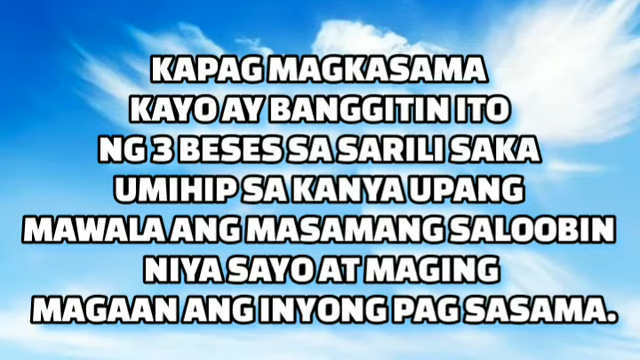 KAPAG MAGKASAMA
KAYO AY BANGGITIN ITO
NG 3 BESES SA SARILI SAKA
UMIHIP SA KANYA UPANG
MAWALA ANG MASAMANG SALOOBIN
NIYA SAYO AT MAGING
MAGAAN ANG INYONG PAG SASAMA.